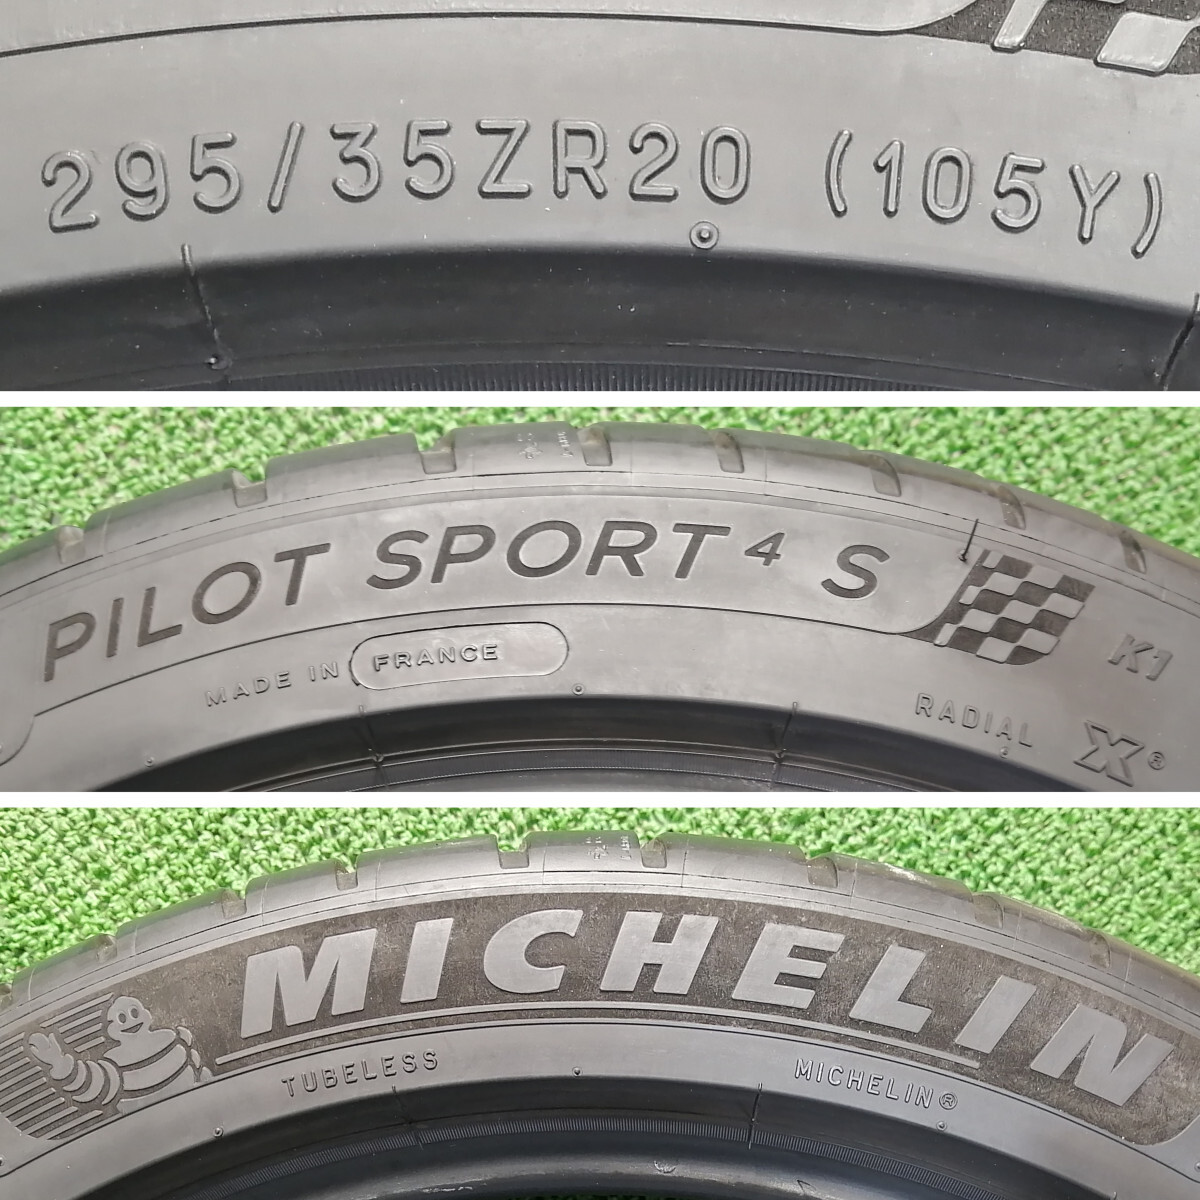 295/35ZR20 (105Y)
PILOT SPORT 4 S
MADE IN FRANCE
K1
RADIAL X®
MICHELIN
TUBELESS
MICHELIN®